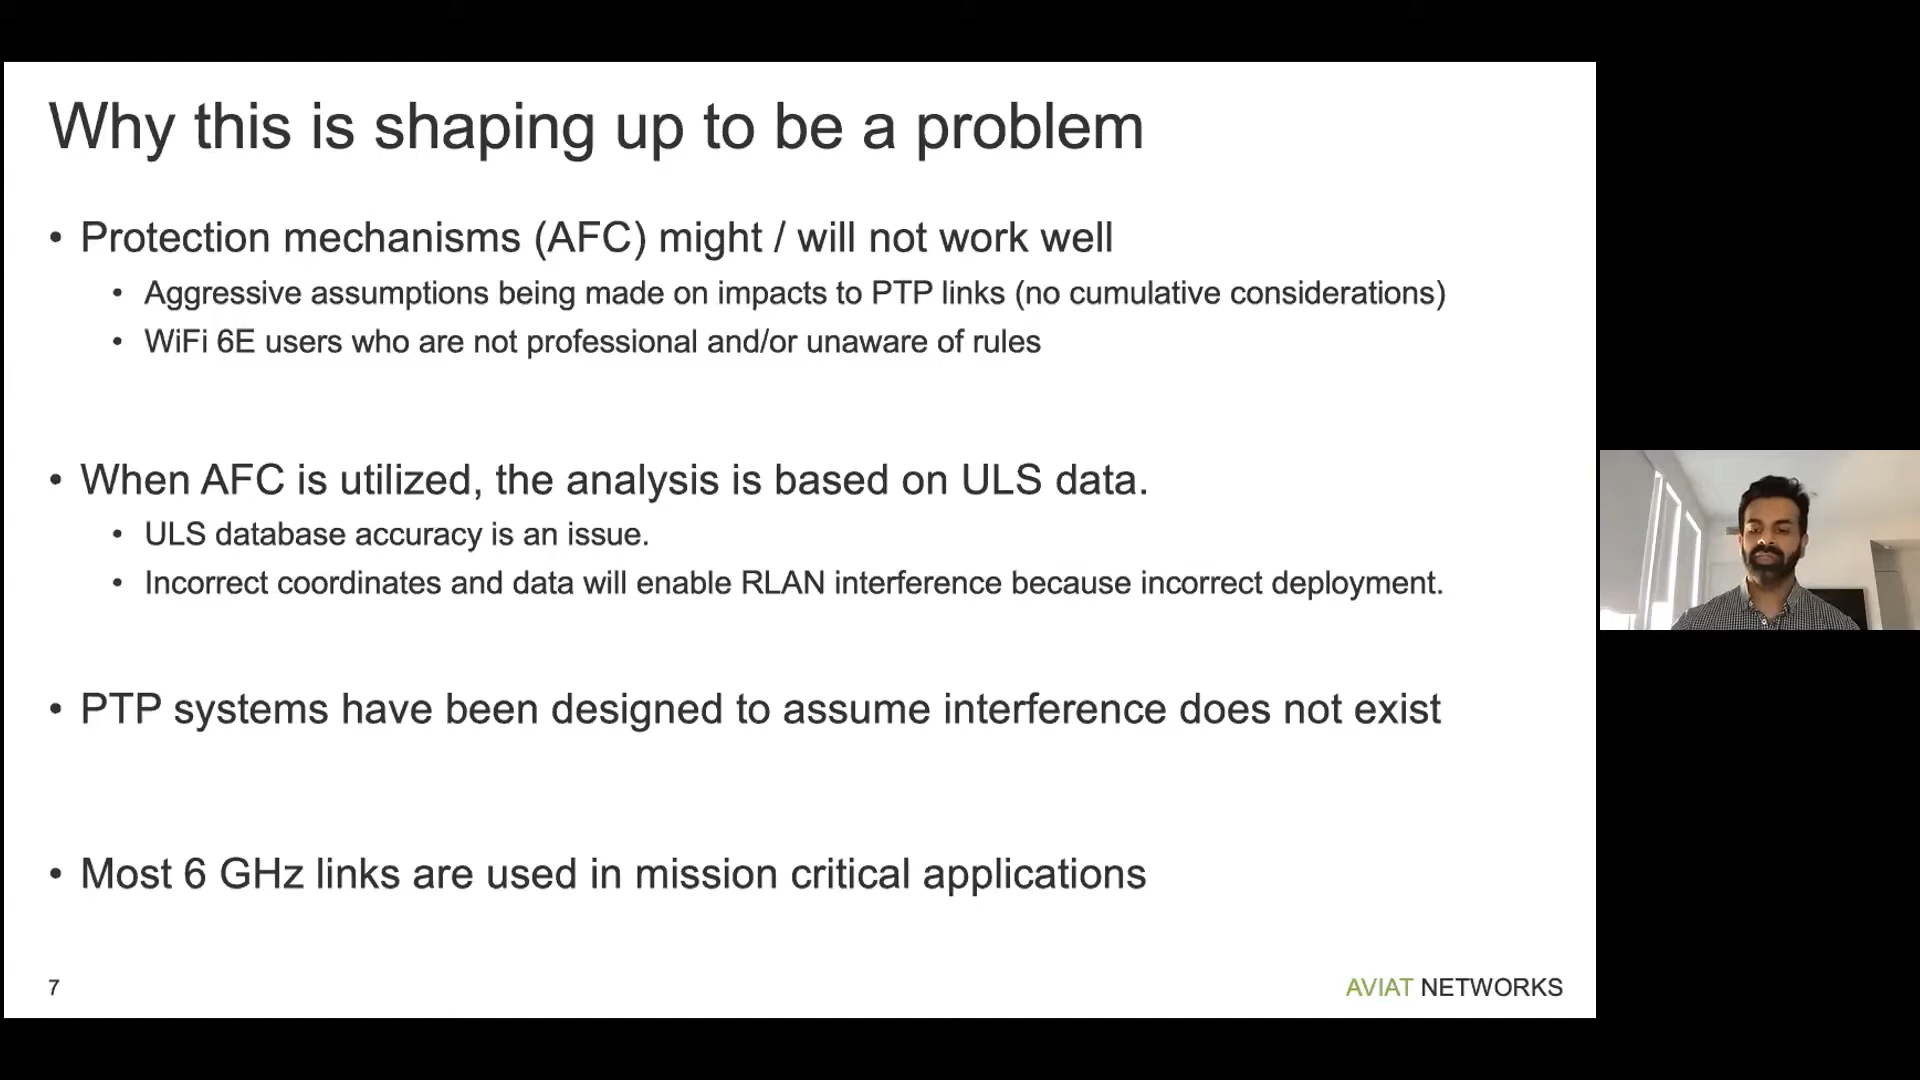 Why this is shaping up to be a problem
• Protection mechanisms (AFC) might / will not work well
• Aggressive assumptions being made on impacts to PTP links (no cumulative considerations)
• WiFi 6E users who are not professional and/or unaware of rules
• When AFC is utilized, the analysis is based on ULS data.
• ULS database accuracy is an issue.
• Incorrect coordinates and data will enable RLAN interference because incorrect deployment.
• PTP systems have been designed to assume interference does not exist
• Most 6 GHz links are used in mission critical applications
7
AVIAT NETWORKS